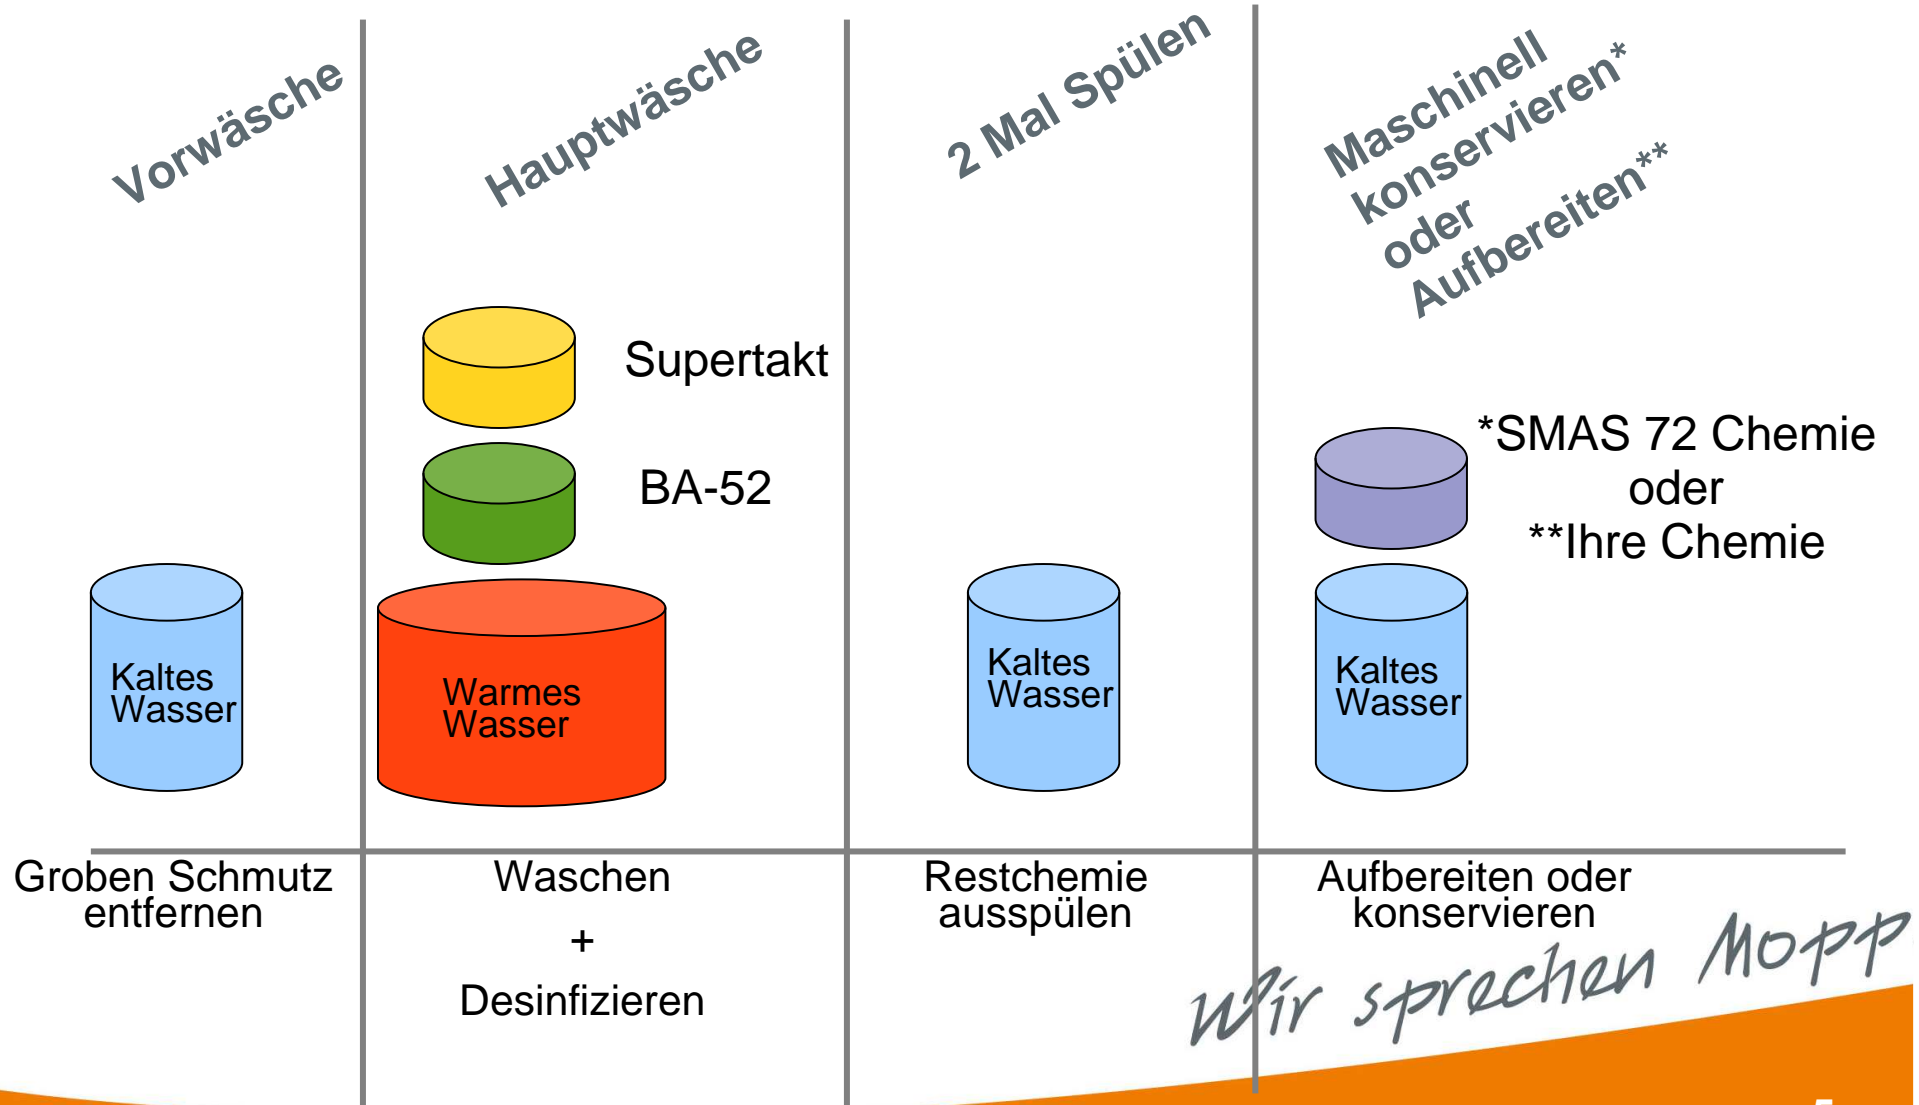 Vorwäsche
Hauptwäsche
2 Mal Spülen
Maschinell
konservieren*
oder
Aufbereiten**
Supertakt
BA-52
*SMAS 72 Chemie
oder
**Ihre Chemie
Kaltes
Wasser
Warmes
Wasser
Kaltes
Wasser
Kaltes
Wasser
Groben Schmutz
entfernen
Waschen
+
Desinfizieren
Restchemie
ausspülen
Aufbereiten oder
konservieren
Wir sprechen Mopp